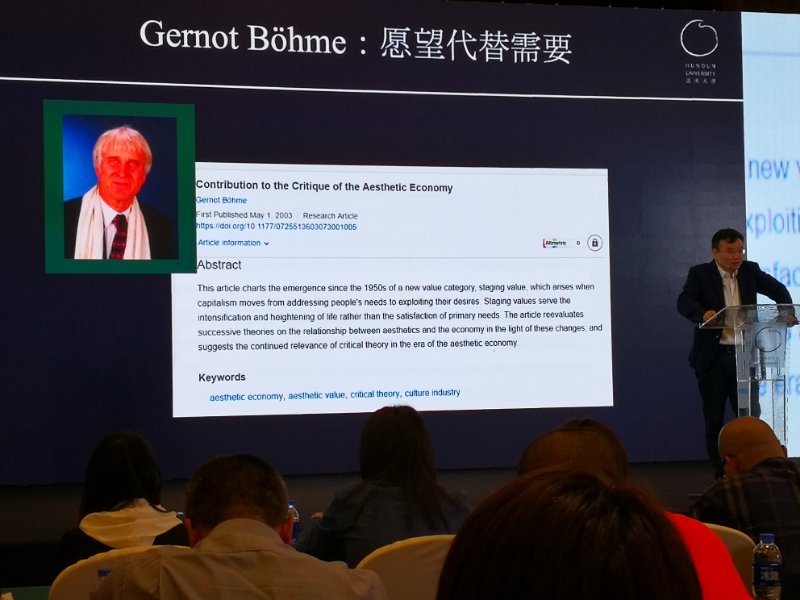 Gernot Böhme：愿望代替需要
HUNDUN
UNIVERSITY
混沌大學
Contribution to the Critique of the Aesthetic Economy
Gernot Böhme
First Published May 1, 2003 Research Article
https://doi.org/10.1177/0725513603073001005
Article information
Altmetric 0
Abstract
This article charts the emergence since the 1950s of a new value category, staging value, which arises when
capitalism moves from addressing people's needs to exploiting their desires. Staging values serve the
intensification and heightening of life rather than the satisfaction of primary needs. The article reevaluates
successive theories on the relationship between aesthetics and the economy in the light of these changes, and
suggests the continued relevance of critical theory in the era of the aesthetic economy.
Keywords
aesthetic economy, aesthetic value, critical theory, culture industry
new